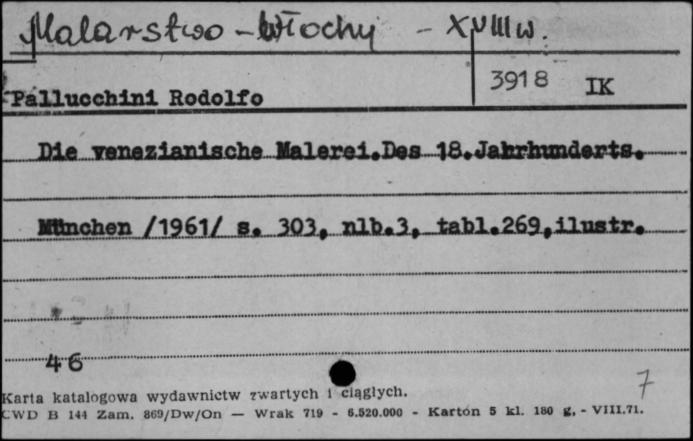 Malarstwo - Włochy - XVIII w.
3918 IK
Pallucchini Rodolfo
Die venezianische Malerei.Des 18.Jahrhunderts.
München /1961/ s. 303, nlb.3, tabl.269,ilustr.
46
7
Karta katalogowa wydawnictw zwartych i ciągłych.
CWD B 144 Zam. 869/Dw/On — Wrak 719 - 6.520.000 - Karton 5 kl. 180 g. - VIII.71.